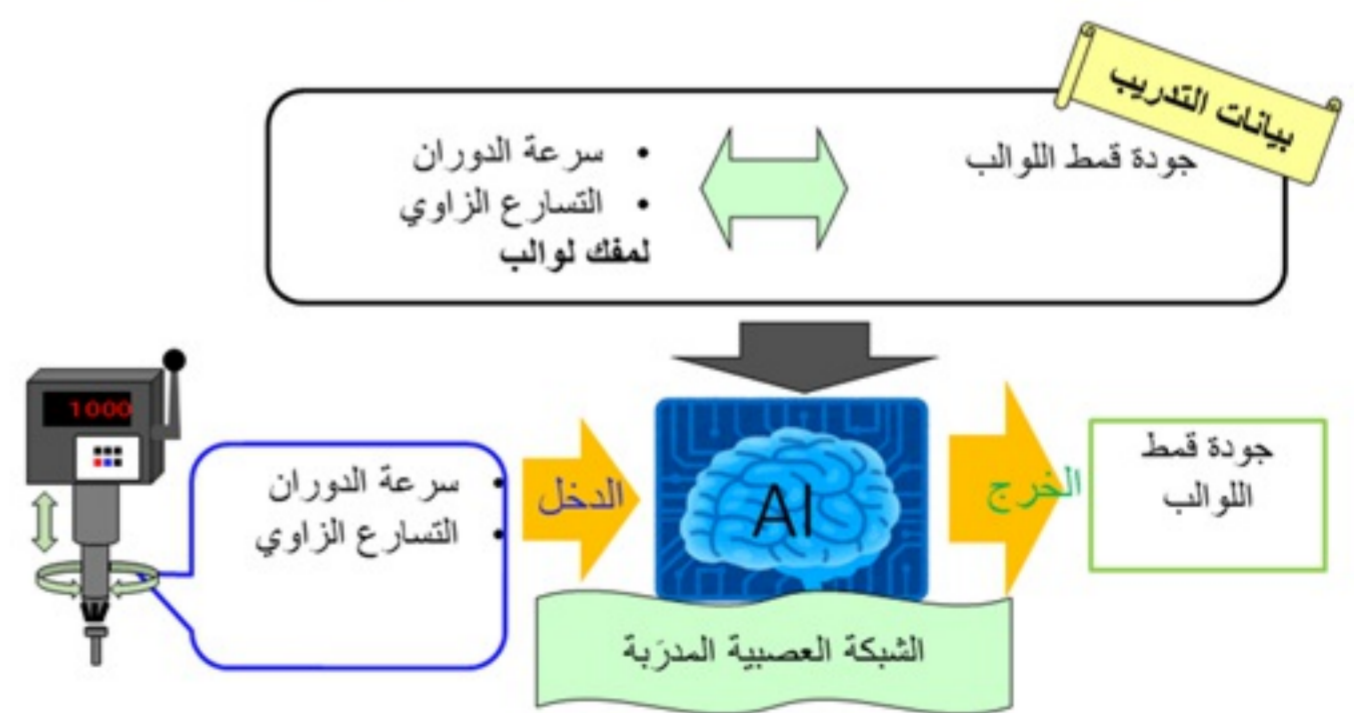 بيانات التدريب
جودة قمط اللوالب
• سرعة الدوران
• التسارع الزاوي
لمفك لوالب
1000
• سرعة الدوران
• التسارع الزاوي
الدخل
AI
الخرج
جودة قمط
اللوالب
الشبكة العصبية المدرَبة